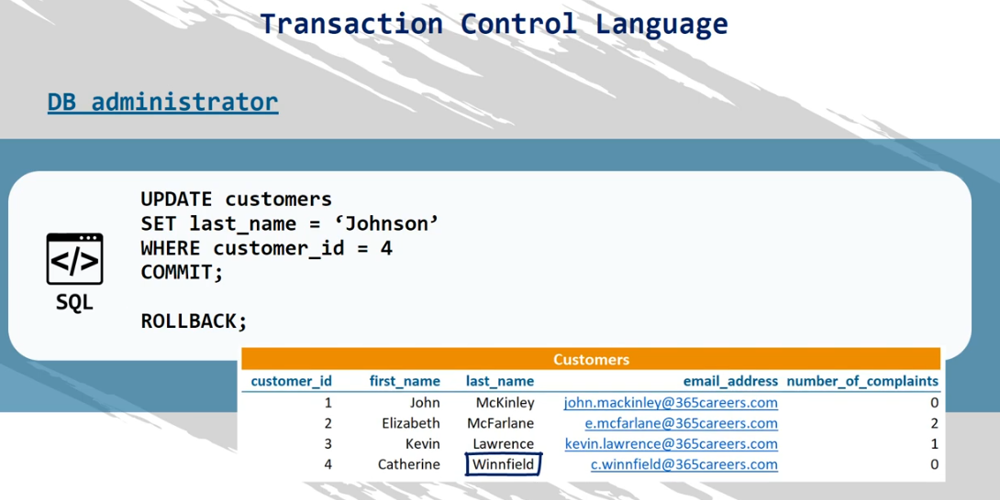 Transaction Control Language
DB administrator
UPDATE customers
SET last_name = ‘Johnson’
WHERE customer_id = 4
COMMIT;
ROLLBACK;
</>
SQL
Customers
customer_id first_name last_name email_address number_of_complaints
1 John McKinley john.mackinley@365careers.com 0
2 Elizabeth McFarlane e.mcfarlane@365careers.com 2
3 Kevin Lawrence kevin.lawrence@365careers.com 1
4 Catherine Winnfield c.winnfield@365careers.com 0